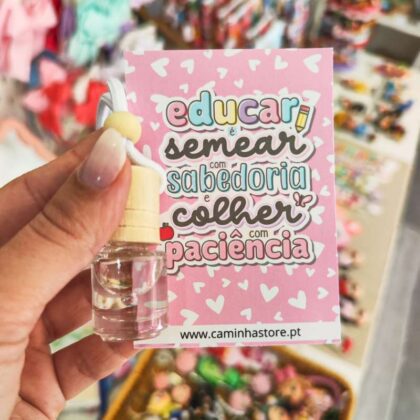 educar
é
semear
com
sabedoria
e
colher
com
paciência
www.caminhastore.pt